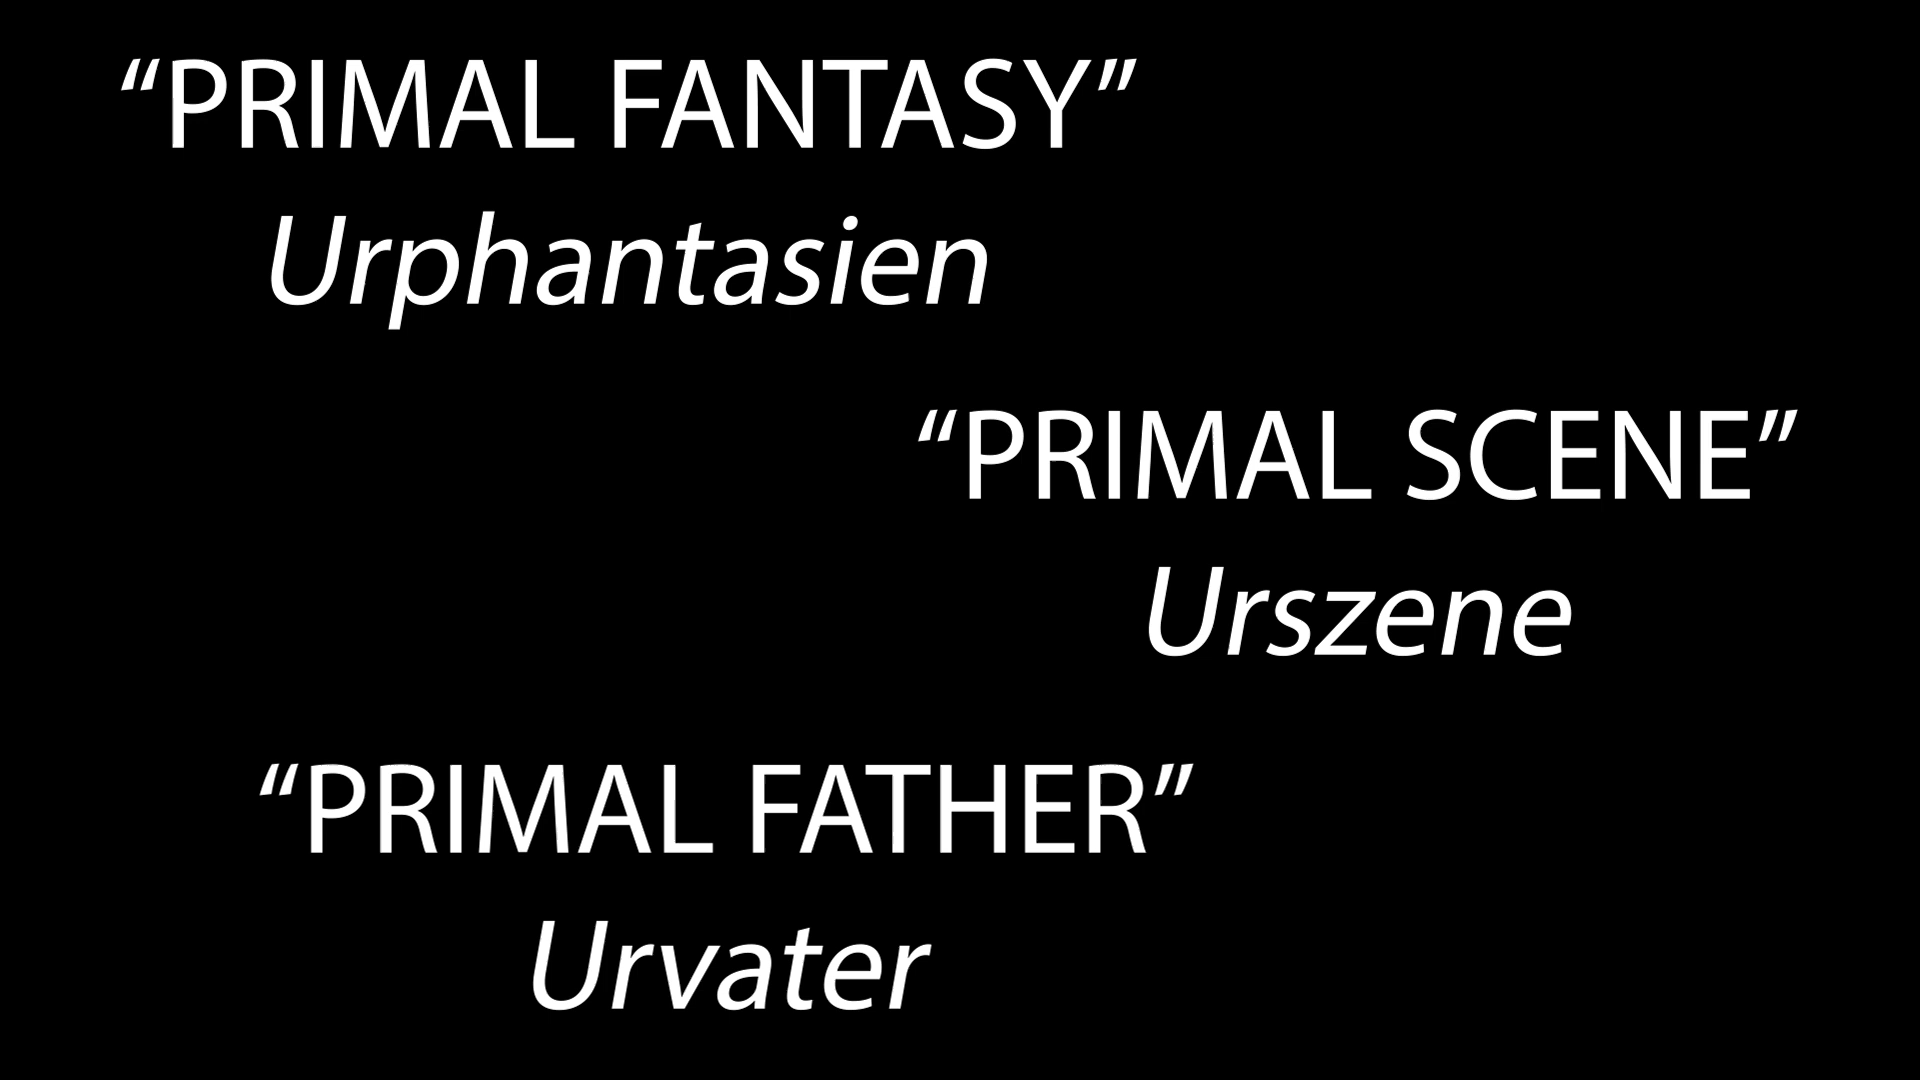 “PRIMAL FANTASY”
Urphantasien
“PRIMAL SCENE”
Urszene
“PRIMAL FATHER”
Urvater